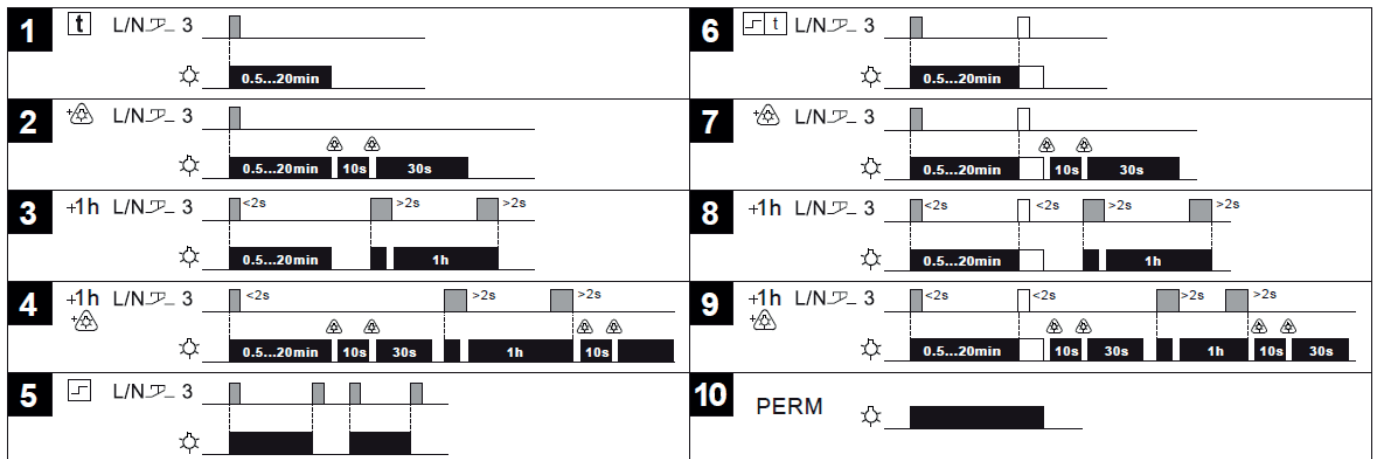 1 t L/N 3
0.5...20min
2 + L/N 3
0.5...20min 10s 30s
3 +1h L/N 3 <2s >2s >2s
0.5...20min 1h
4 +1h L/N 3 <2s >2s >2s
+
0.5...20min 10s 30s 1h 10s
5 L/N 3
6 t L/N 3
0.5...20min
7 + L/N 3
0.5...20min 10s 30s
8 +1h L/N 3 <2s <2s >2s >2s
0.5...20min 1h
9 +1h L/N 3 <2s <2s >2s >2s
+
0.5...20min 10s 30s 1h 10s 30s
10 PERM